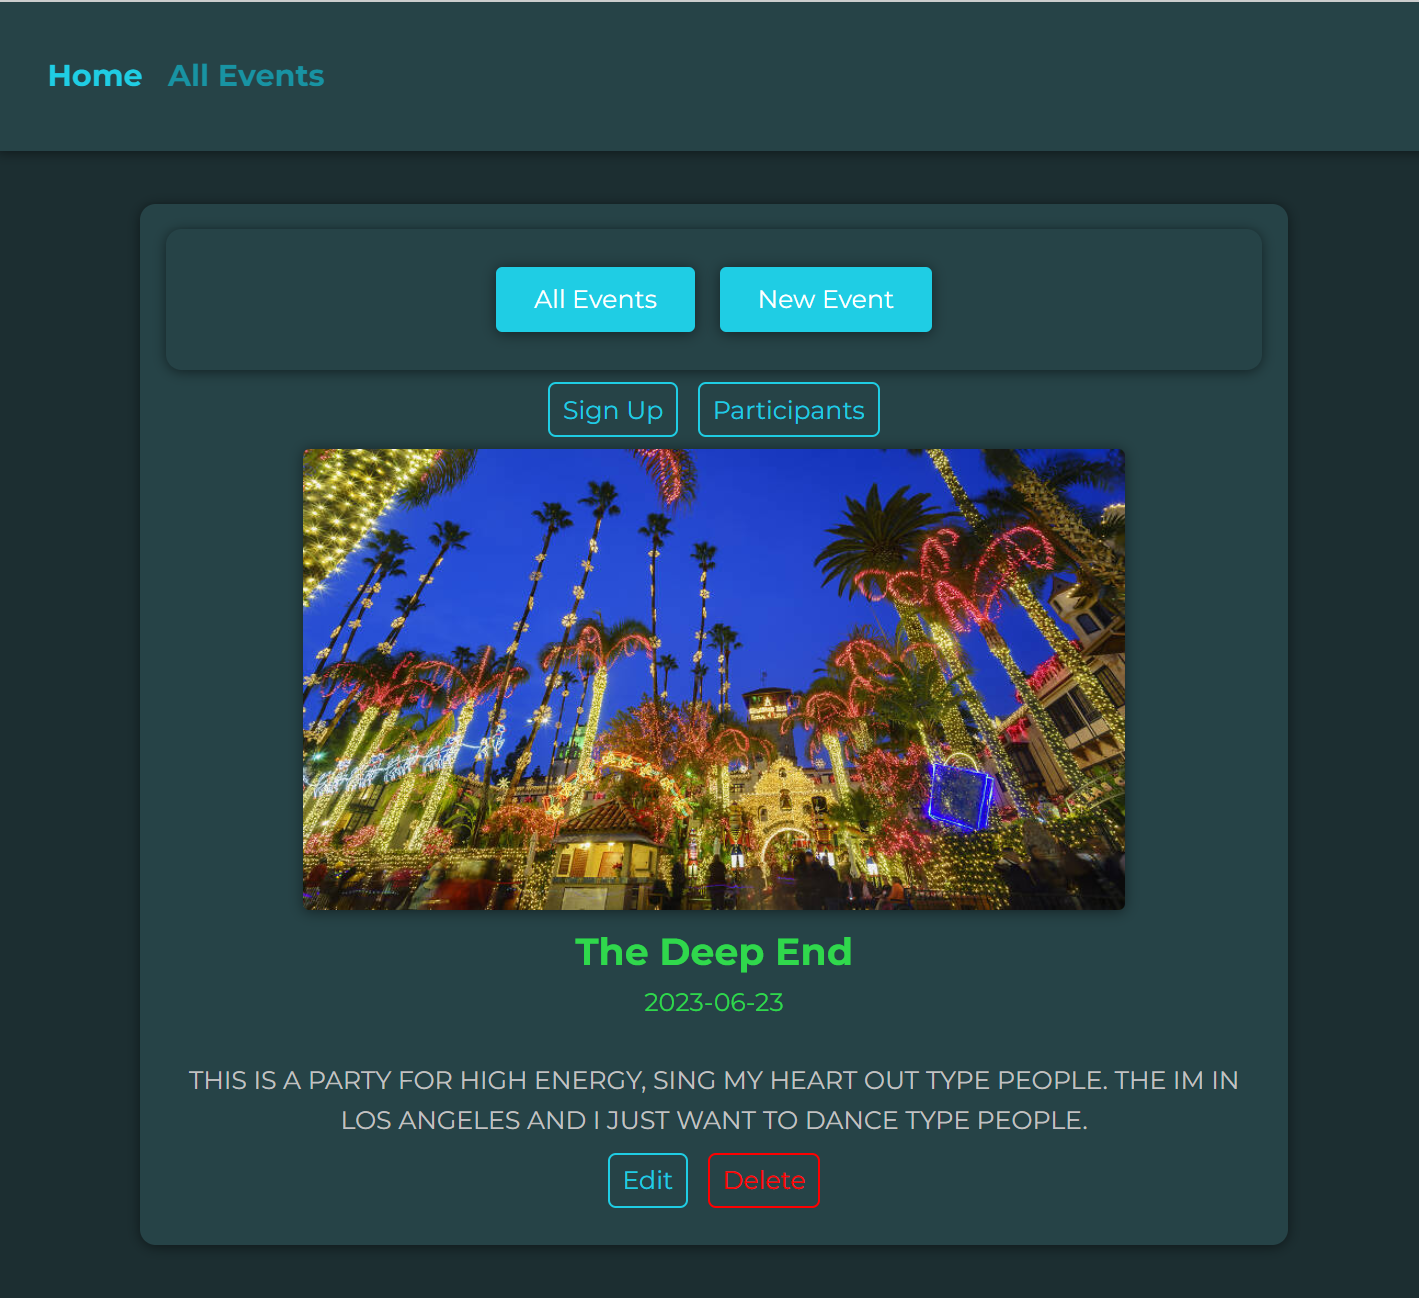 Home All Events
All Events New Event
Sign Up Participants
The Deep End
2023-06-23
THIS IS A PARTY FOR HIGH ENERGY, SING MY HEART OUT TYPE PEOPLE. THE IM IN
LOS ANGELES AND I JUST WANT TO DANCE TYPE PEOPLE.
Edit Delete